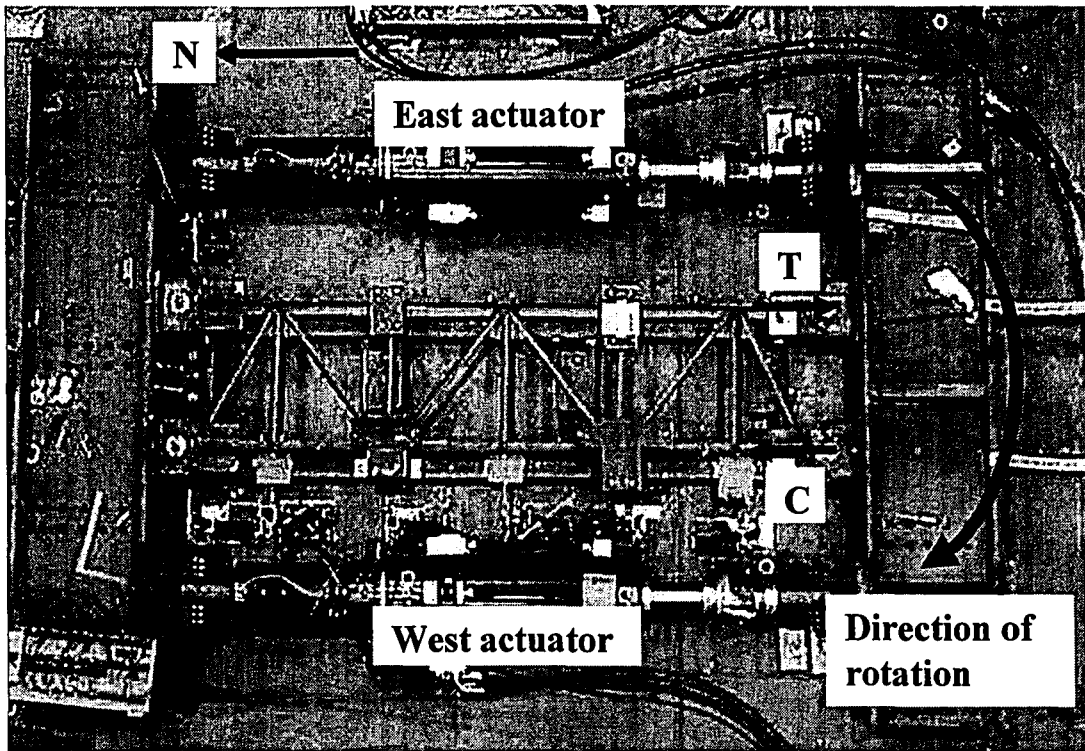 N
East actuator
T
C
West actuator
Direction of
rotation